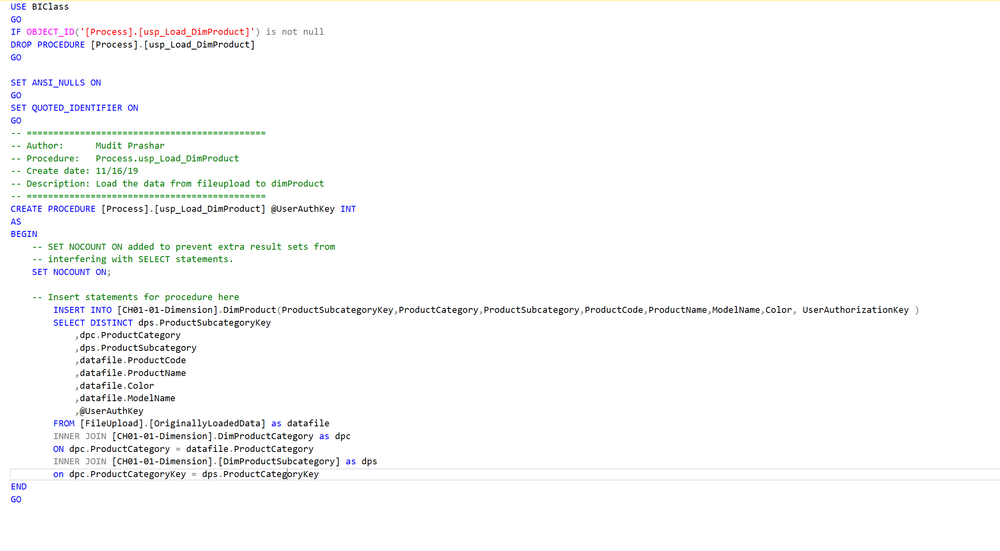 USE BIClass
GO
IF OBJECT_ID('[Process].[usp_Load_DimProduct]') is not null
DROP PROCEDURE [Process].[usp_Load_DimProduct]
GO
SET ANSI_NULLS ON
GO
SET QUOTED_IDENTIFIER ON
GO
-- =============================================
-- Author:      Mudit Prashar
-- Procedure:   Process.usp_Load_DimProduct
-- Create date: 11/16/19
-- Description: Load the data from fileupload to dimProduct
-- =============================================
CREATE PROCEDURE [Process].[usp_Load_DimProduct] @UserAuthKey INT
AS
BEGIN
    -- SET NOCOUNT ON added to prevent extra result sets from
    -- interfering with SELECT statements.
    SET NOCOUNT ON;
    -- Insert statements for procedure here
        INSERT INTO [CH01-01-Dimension].DimProduct(ProductSubcategoryKey,ProductCategory,ProductSubcategory,ProductCode,ProductName,ModelName,Color, UserAuthorizationKey )
        SELECT DISTINCT dps.ProductSubcategoryKey
            ,dpc.ProductCategory
            ,dps.ProductSubcategory
            ,datafile.ProductCode
            ,datafile.ProductName
            ,datafile.Color
            ,datafile.ModelName
            ,@UserAuthKey
        FROM [FileUpload].[OriginallyLoadedData] as datafile
        INNER JOIN [CH01-01-Dimension].DimProductCategory as dpc
        ON dpc.ProductCategory = datafile.ProductCategory
        INNER JOIN [CH01-01-Dimension].[DimProductSubcategory] as dps
        on dpc.ProductCategoryKey = dps.ProductCategoryKey
END
GO